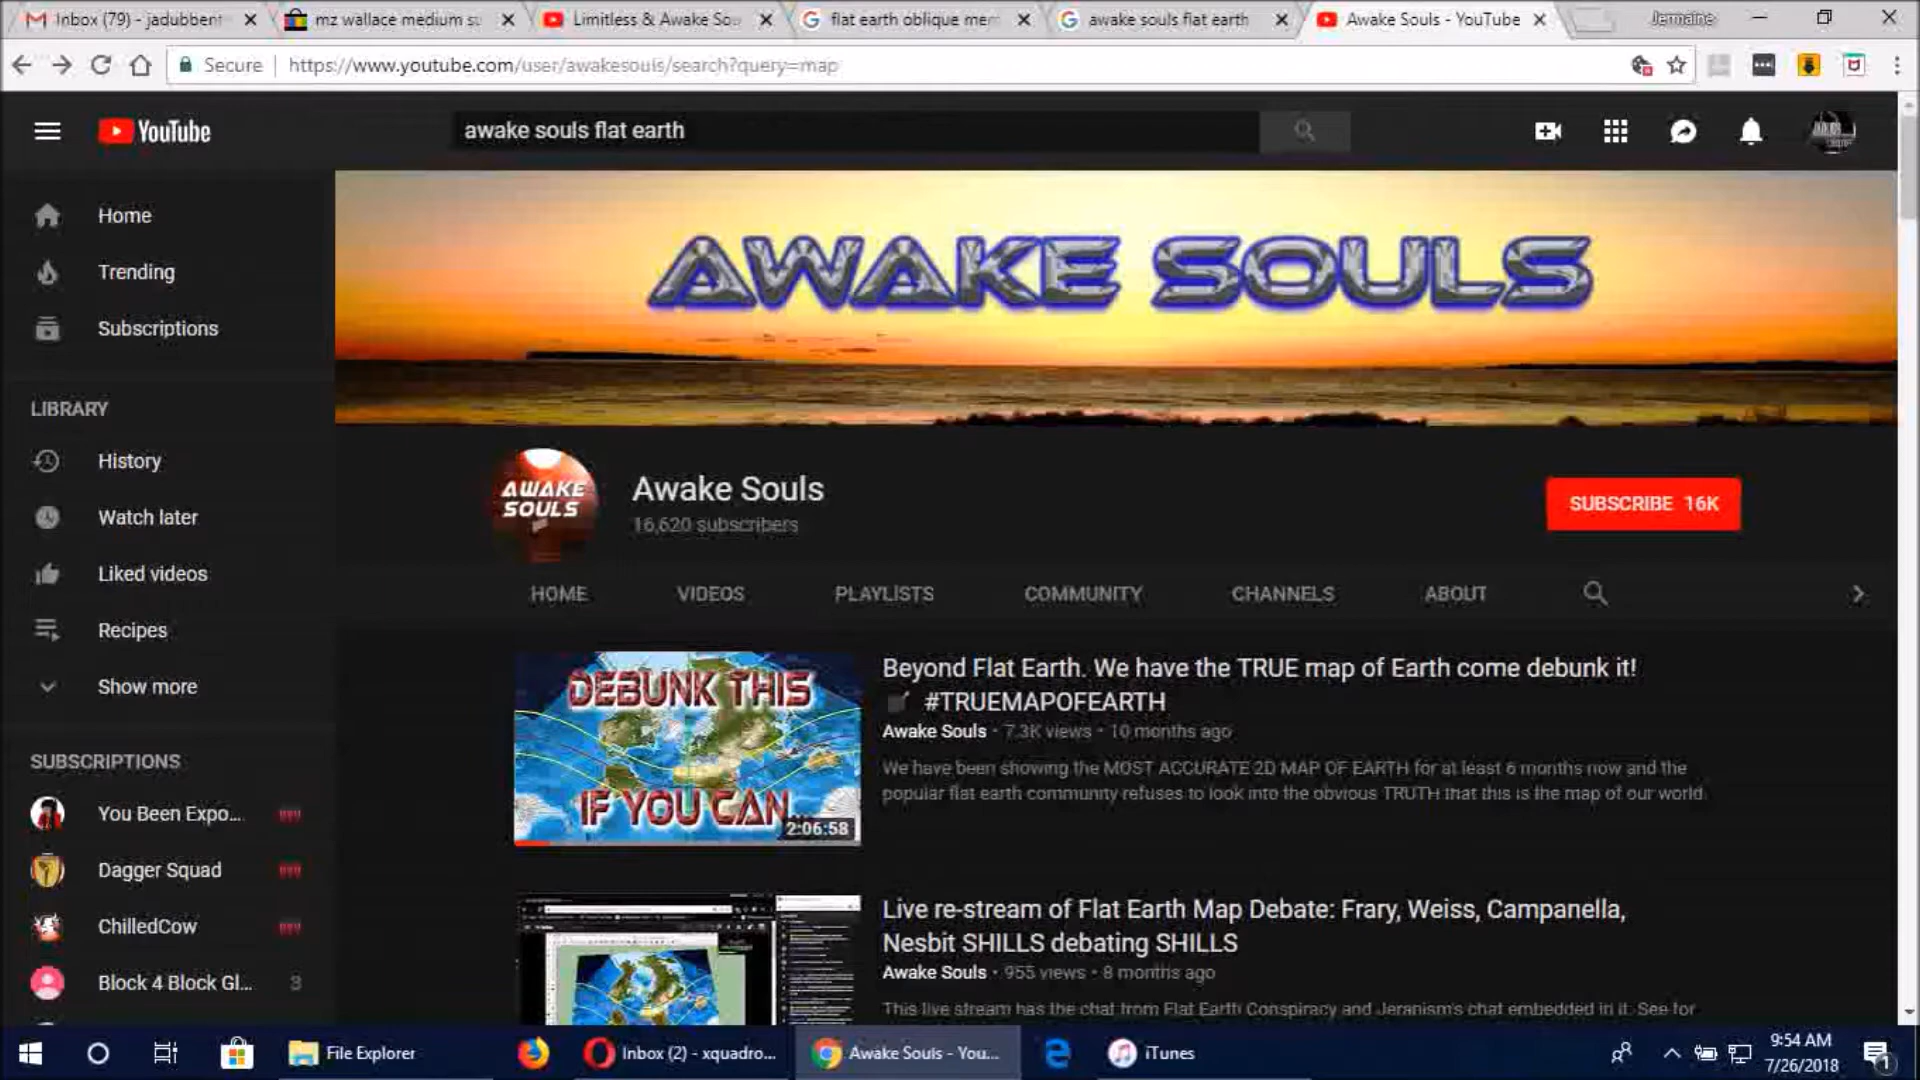 Inbox (79) - jadubbent
mz wallace medium su
Limitless & Awake So
flat earth oblique mer
awake souls flat earth
Awake Souls - YouTube
Jermaine
Secure
https://www.youtube.com/user/awakesouls/search?query=map
YouTube
awake souls flat earth
Home
Trending
Subscriptions
LIBRARY
History
Watch later
Liked videos
Recipes
Show more
SUBSCRIPTIONS
You Been Expo...
Dagger Squad
ChilledCow
Block 4 Block Gl...
3
AWAKE SOULS
AWAKE
SOULS
Awake Souls
16,620 subscribers
SUBSCRIBE 16K
HOME
VIDEOS
PLAYLISTS
COMMUNITY
CHANNELS
ABOUT
DEBUNK THIS
IF YOU CAN
2:06:58
Beyond Flat Earth. We have the TRUE map of Earth come debunk it!
#TRUEMAPOFEARTH
Awake Souls • 7.3K views • 10 months ago
We have been showing the MOST ACCURATE 2D MAP OF EARTH for at least 6 months now and the
popular flat earth community refuses to look into the obvious TRUTH that this is the map of our world.
Live re-stream of Flat Earth Map Debate: Frary, Weiss, Campanella,
Nesbit SHILLS debating SHILLS
Awake Souls • 955 views • 8 months ago
This live stream has the chat from Flat Earth Conspiracy and Jeranism's chat embedded in it. See for
File Explorer
Inbox (2) - xquadro...
Awake Souls - You...
iTunes
9:54 AM
7/26/2018
1